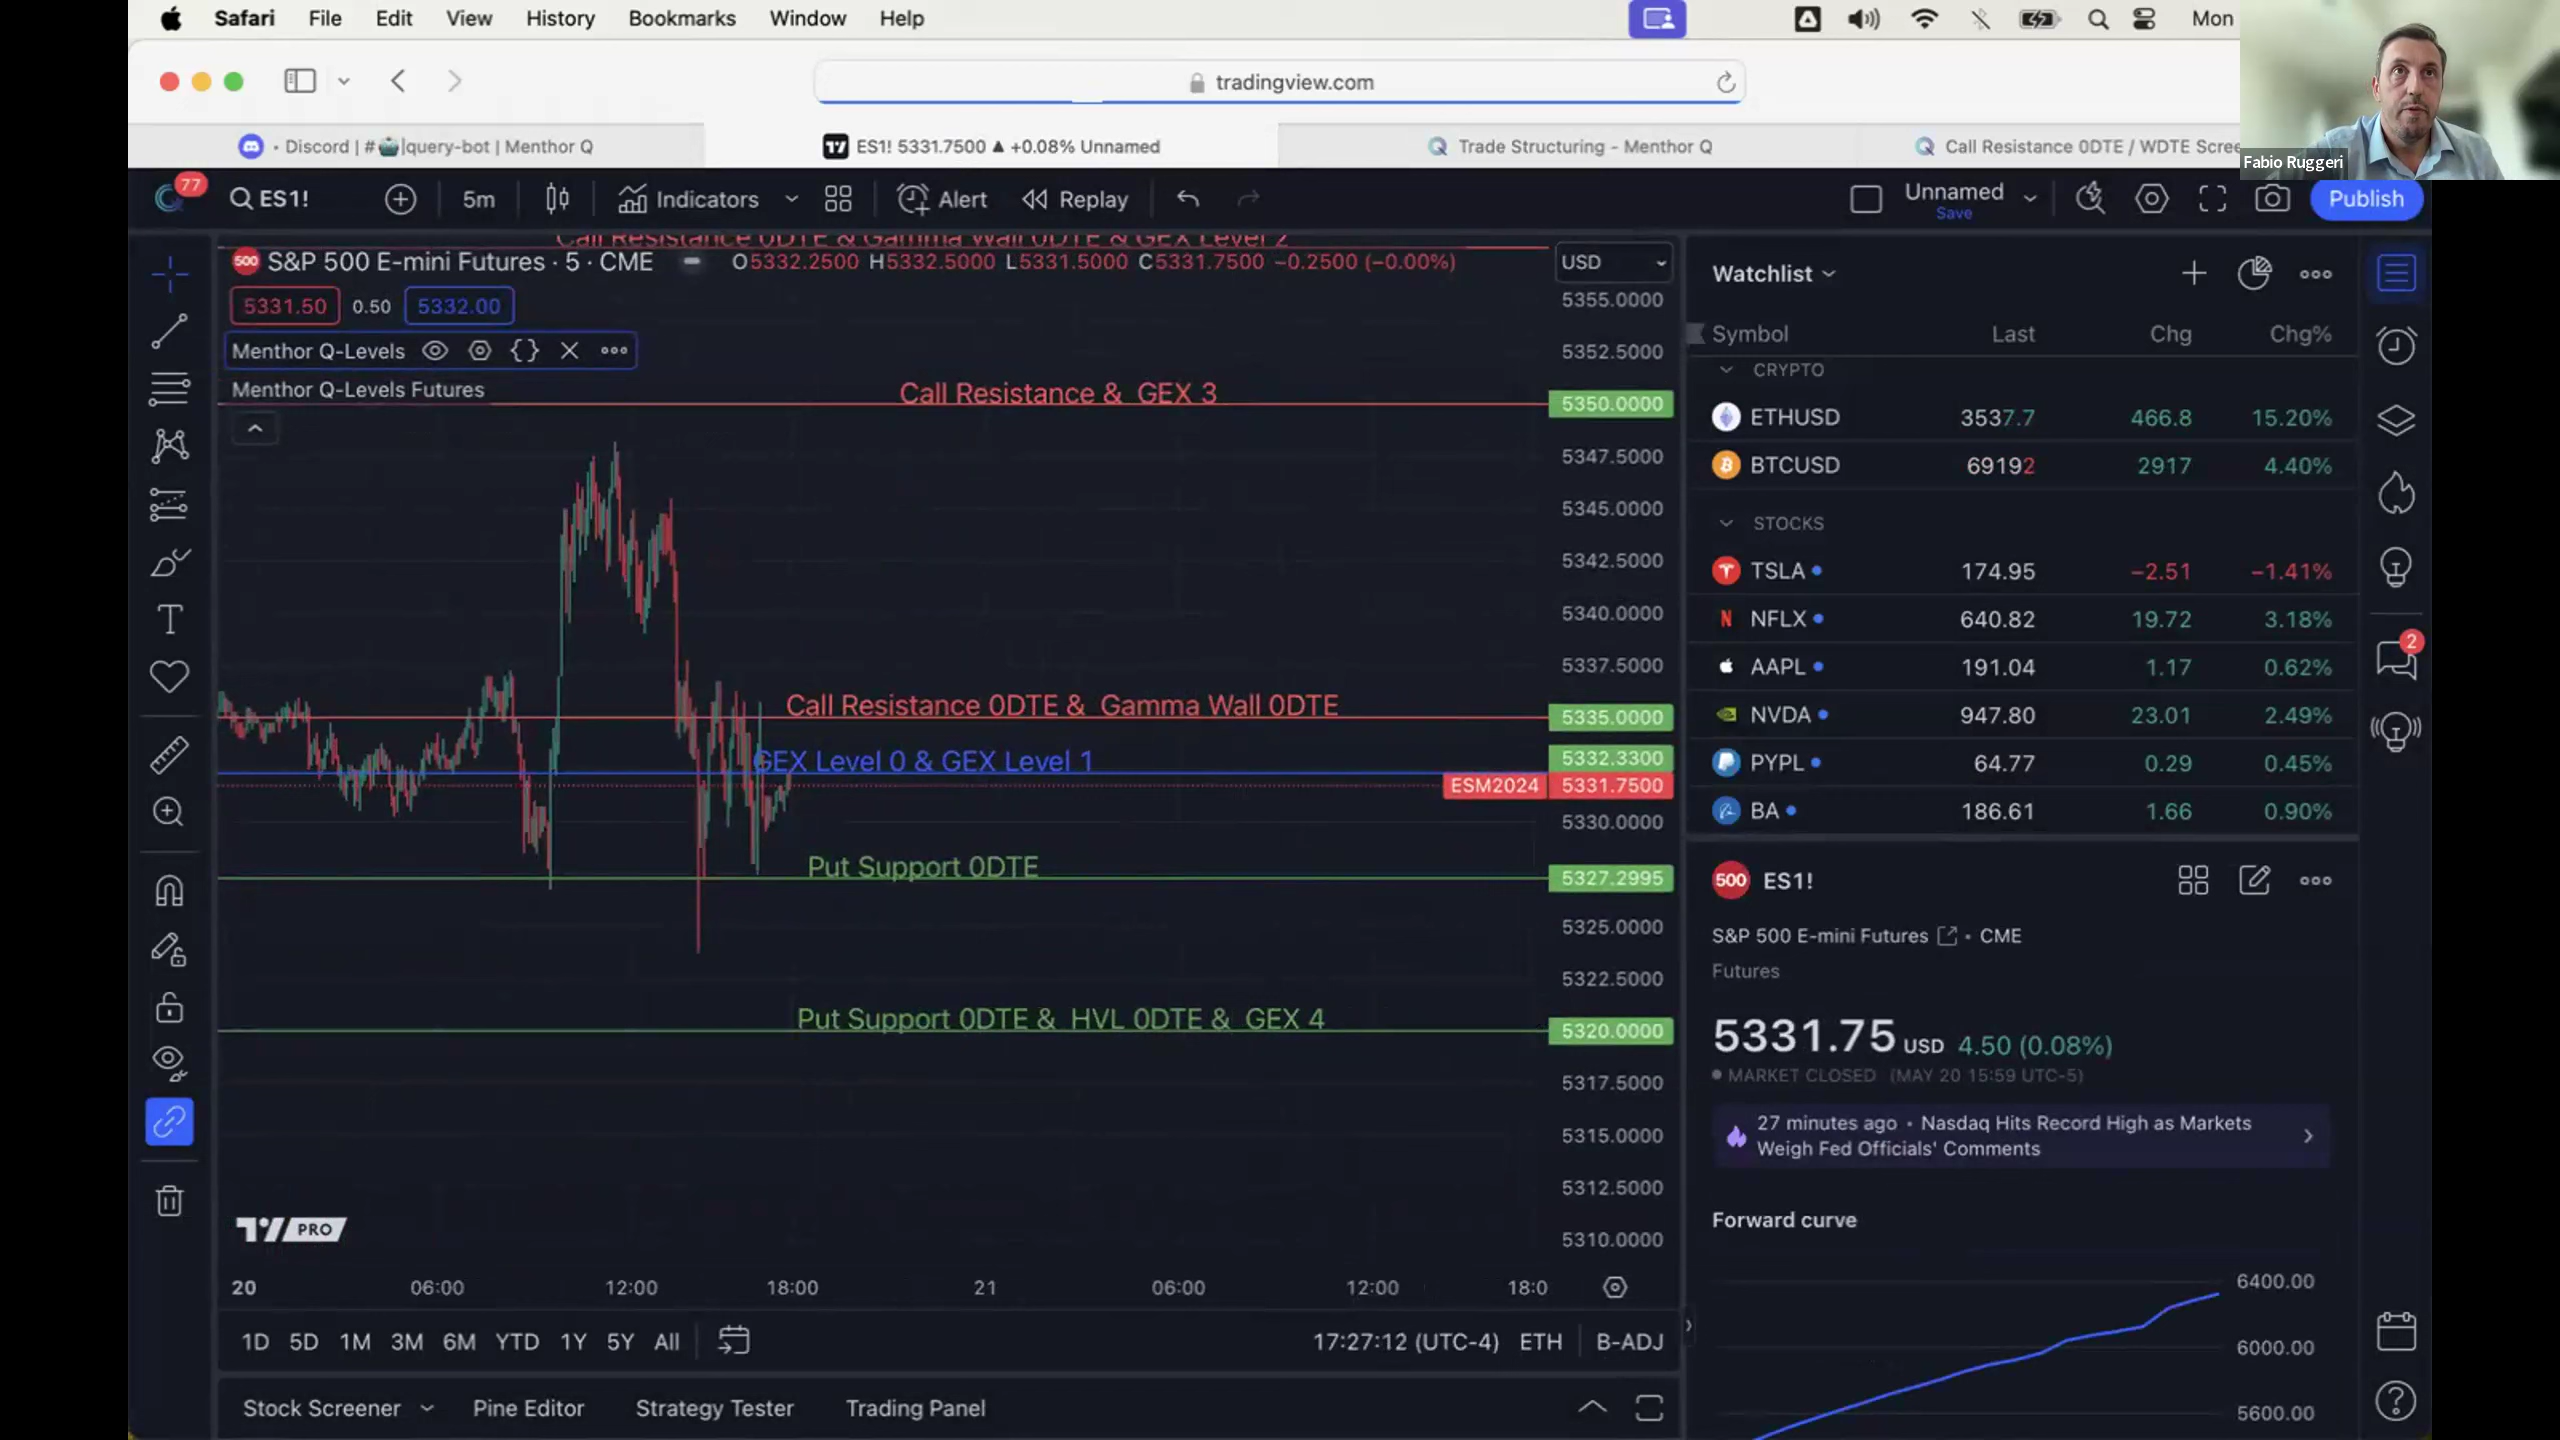 Safari File Edit View History Bookmarks Window Help Mon
tradingview.com
• Discord | #🤖|query-bot | Menthor Q
ES1! 5331.7500 ▲ +0.08% Unnamed
Trade Structuring - Menthor Q
Call Resistance 0DTE / WDTE Scree
Fabio Ruggeri
77
ES1! 5m Indicators Alert Replay
Unnamed
Save
Publish
Call Resistance 0DTE & Gamma Wall 0DTE & GEX Level 2
500 S&P 500 E-mini Futures · 5 · CME O5332.2500 H5332.5000 L5331.5000 C5331.7500 −0.2500 (−0.00%)
USD
5331.50 0.50 5332.00
Menthor Q-Levels
Menthor Q-Levels Futures
Call Resistance & GEX 3
Call Resistance 0DTE & Gamma Wall 0DTE
GEX Level 0 & GEX Level 1
Put Support 0DTE
Put Support 0DTE & HVL 0DTE & GEX 4
5355.0000
5352.5000
5350.0000
5347.5000
5345.0000
5342.5000
5340.0000
5337.5000
5335.0000
5332.3300
ESM2024 5331.7500
5330.0000
5327.2995
5325.0000
5322.5000
5320.0000
5317.5000
5315.0000
5312.5000
5310.0000
PRO
20 06:00 12:00 18:00 21 06:00 12:00 18:0
1D 5D 1M 3M 6M YTD 1Y 5Y All
17:27:12 (UTC-4) ETH B-ADJ
Stock Screener Pine Editor Strategy Tester Trading Panel
Watchlist
Symbol Last Chg Chg%
CRYPTO
ETHUSD 3537.7 466.8 15.20%
BTCUSD 69192 2917 4.40%
STOCKS
TSLA 174.95 −2.51 −1.41%
NFLX 640.82 19.72 3.18%
AAPL 191.04 1.17 0.62%
NVDA 947.80 23.01 2.49%
PYPL 64.77 0.29 0.45%
BA 186.61 1.66 0.90%
2
500 ES1!
S&P 500 E-mini Futures · CME
Futures
5331.75 USD 4.50 (0.08%)
MARKET CLOSED (MAY 20 15:59 UTC-5)
27 minutes ago · Nasdaq Hits Record High as Markets
Weigh Fed Officials' Comments
Forward curve
6400.00
6000.00
5600.00